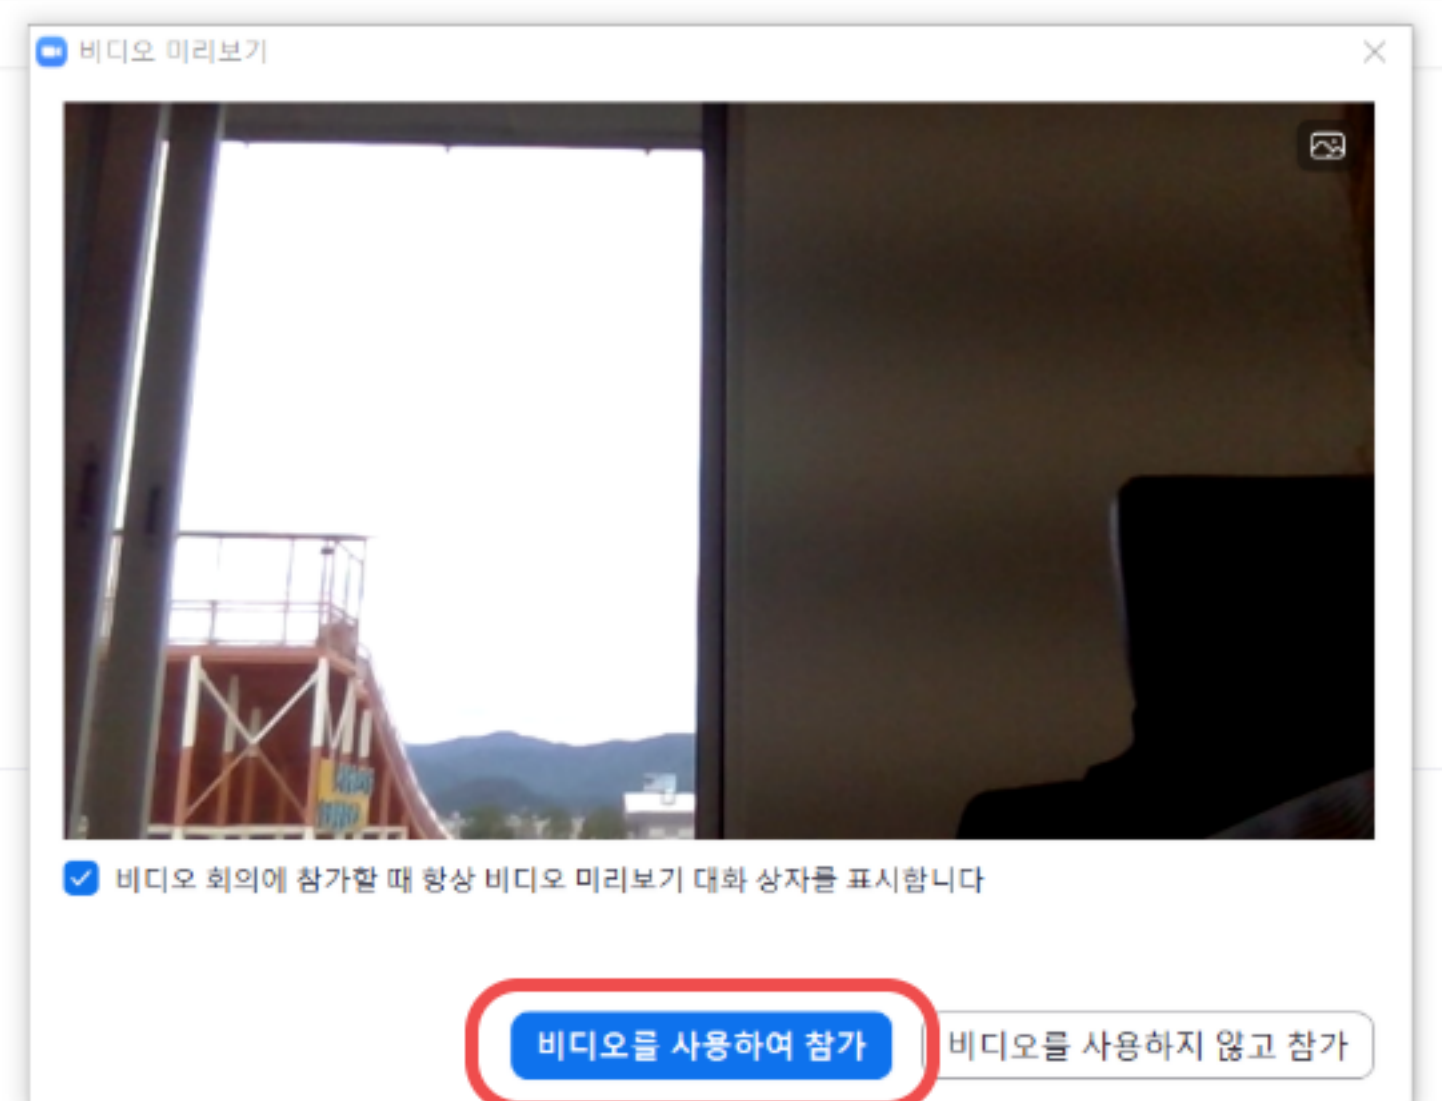 비디오 미리보기
비디오 회의에 참가할 때 항상 비디오 미리보기 대화 상자를 표시합니다
비디오를 사용하여 참가
비디오를 사용하지 않고 참가